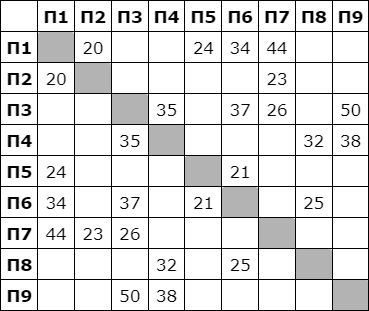 П1 П2 П3 П4 П5 П6 П7 П8 П9
П1 20 24 34 44
П2 20 23
П3 35 37 26 50
П4 35 32 38
П5 24 21
П6 34 37 21 25
П7 44 23 26
П8 32 25
П9 50 38